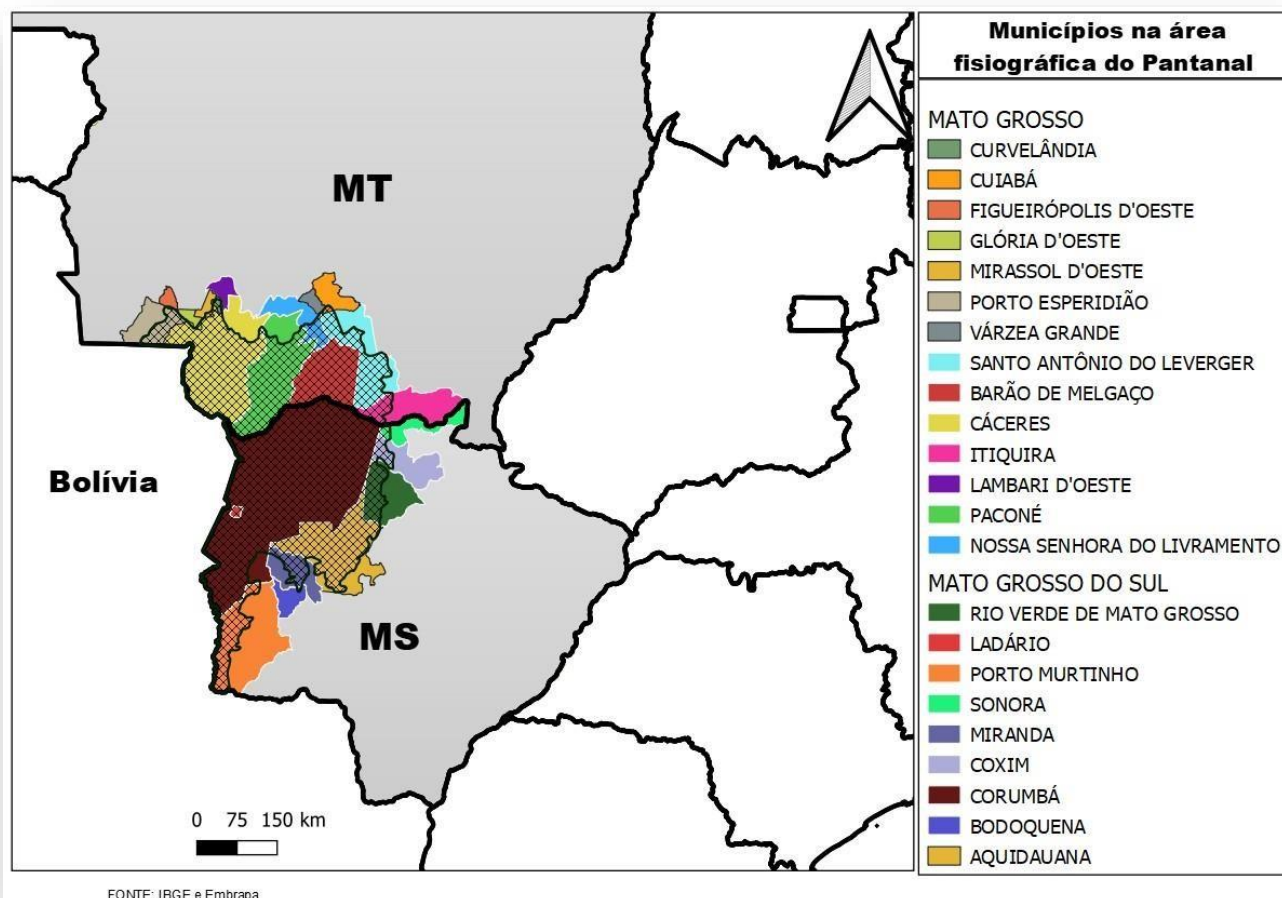 Municípios na área
fisiográfica do Pantanal
MATO GROSSO
CURVELÂNDIA
CUIABÁ
FIGUEIRÓPOLIS D'OESTE
GLÓRIA D'OESTE
MIRASSOL D'OESTE
PORTO ESPERIDIÃO
VÁRZEA GRANDE
SANTO ANTÔNIO DO LEVERGER
BARÃO DE MELGAÇO
CÁCERES
ITIQUIRA
LAMBARI D'OESTE
PACONÉ
NOSSA SENHORA DO LIVRAMENTO
MATO GROSSO DO SUL
RIO VERDE DE MATO GROSSO
LADÁRIO
PORTO MURTINHO
SONORA
MIRANDA
COXIM
CORUMBÁ
BODOQUENA
AQUIDAUANA
MT
Bolívia
MS
0 75 150 km
FONTE: IBGE e Embrapa